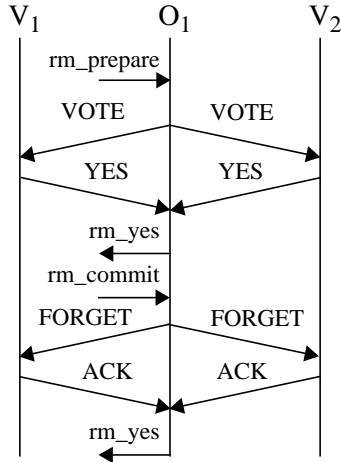 V1 O1 V2
rm_prepare
VOTE VOTE
YES YES
rm_yes
rm_commit
FORGET FORGET
ACK ACK
rm_yes